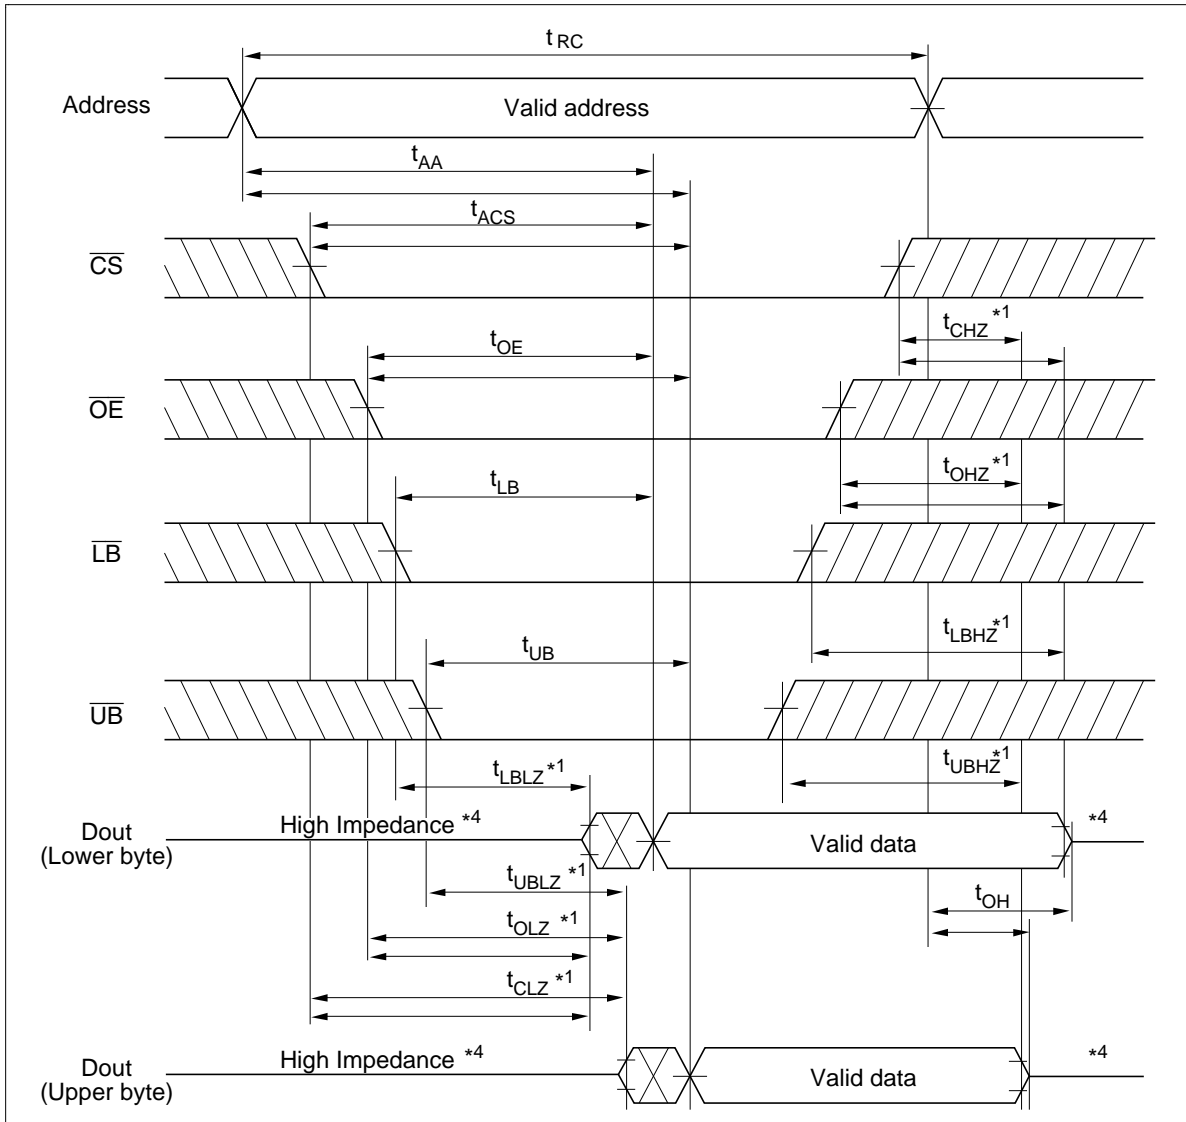 tRC
Address
Valid address
tAA
tACS
CS
tCHZ *1
tOE
OE
tOHZ *1
tLB
LB
tLBHZ *1
tUB
UB
tUBHZ *1
tLBLZ *1
High Impedance *4
*4
Dout
(Lower byte)
Valid data
tUBLZ *1
tOH
tOLZ *1
tCLZ *1
High Impedance *4
*4
Dout
(Upper byte)
Valid data